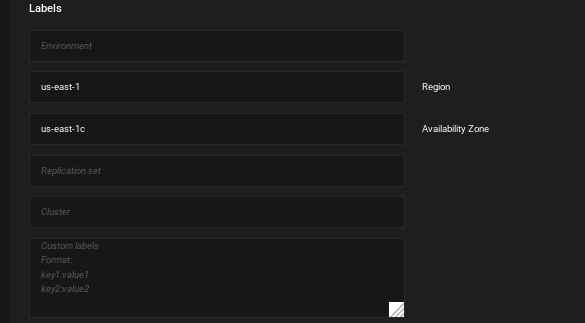 Labels
Environment
us-east-1 Region
us-east-1c Availability Zone
Replication set
Cluster
Custom labels
Format:
key1:value1
key2:value2